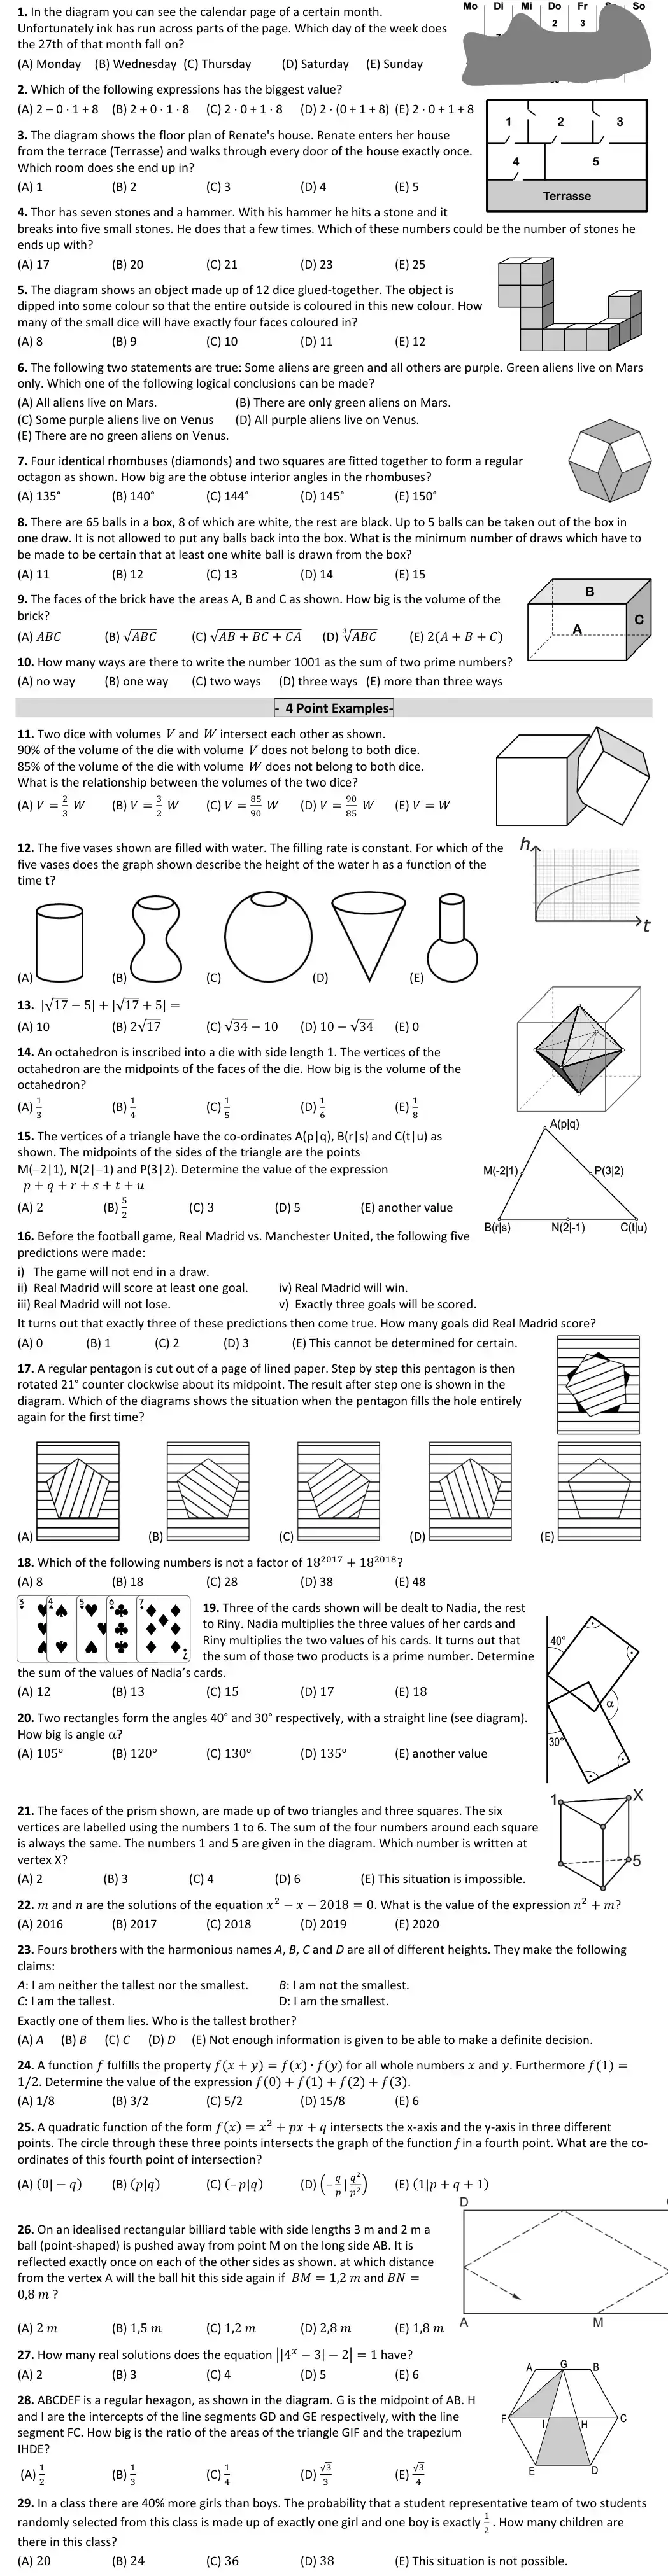 1. In the diagram you can see the calendar page of a certain month.
Unfortunately ink has run across parts of the page. Which day of the week does
the 27th of that month fall on?
(A) Monday (B) Wednesday (C) Thursday (D) Saturday (E) Sunday
Mo Di Mi Do Fr So
2 3
2. Which of the following expressions has the biggest value?
(A) 2 − 0 · 1 + 8 (B) 2 + 0 · 1 · 8 (C) 2 · 0 + 1 · 8 (D) 2 · (0 + 1 + 8) (E) 2 · 0 + 1 + 8
3. The diagram shows the floor plan of Renate's house. Renate enters her house
from the terrace (Terrasse) and walks through every door of the house exactly once.
Which room does she end up in?
(A) 1 (B) 2 (C) 3 (D) 4 (E) 5
1 2 3
4 5
Terrasse
4. Thor has seven stones and a hammer. With his hammer he hits a stone and it
breaks into five small stones. He does that a few times. Which of these numbers could be the number of stones he
ends up with?
(A) 17 (B) 20 (C) 21 (D) 23 (E) 25
5. The diagram shows an object made up of 12 dice glued-together. The object is
dipped into some colour so that the entire outside is coloured in this new colour. How
many of the small dice will have exactly four faces coloured in?
(A) 8 (B) 9 (C) 10 (D) 11 (E) 12
6. The following two statements are true: Some aliens are green and all others are purple. Green aliens live on Mars
only. Which one of the following logical conclusions can be made?
(A) All aliens live on Mars. (B) There are only green aliens on Mars.
(C) Some purple aliens live on Venus (D) All purple aliens live on Venus.
(E) There are no green aliens on Venus.
7. Four identical rhombuses (diamonds) and two squares are fitted together to form a regular
octagon as shown. How big are the obtuse interior angles in the rhombuses?
(A) 135° (B) 140° (C) 144° (D) 145° (E) 150°
8. There are 65 balls in a box, 8 of which are white, the rest are black. Up to 5 balls can be taken out of the box in
one draw. It is not allowed to put any balls back into the box. What is the minimum number of draws which have to
be made to be certain that at least one white ball is drawn from the box?
(A) 11 (B) 12 (C) 13 (D) 14 (E) 15
9. The faces of the brick have the areas A, B and C as shown. How big is the volume of the
brick?
(A) ABC (B) √ABC (C) √AB + BC + CA (D) ∛ABC (E) 2(A + B + C)
B
A
C
10. How many ways are there to write the number 1001 as the sum of two prime numbers?
(A) no way (B) one way (C) two ways (D) three ways (E) more than three ways
- 4 Point Examples-
11. Two dice with volumes V and W intersect each other as shown.
90% of the volume of the die with volume V does not belong to both dice.
85% of the volume of the die with volume W does not belong to both dice.
What is the relationship between the volumes of the two dice?
(A) V = 2/3 W (B) V = 3/2 W (C) V = 85/90 W (D) V = 90/85 W (E) V = W
12. The five vases shown are filled with water. The filling rate is constant. For which of the
five vases does the graph shown describe the height of the water h as a function of the
time t?
h
t
(A) (B) (C) (D) (E)
13. |√17 − 5| + |√17 + 5| =
(A) 10 (B) 2√17 (C) √34 − 10 (D) 10 − √34 (E) 0
14. An octahedron is inscribed into a die with side length 1. The vertices of the
octahedron are the midpoints of the faces of the die. How big is the volume of the
octahedron?
(A) 1/3 (B) 1/4 (C) 1/5 (D) 1/6 (E) 1/8
15. The vertices of a triangle have the co-ordinates A(p|q), B(r|s) and C(t|u) as
shown. The midpoints of the sides of the triangle are the points
M(−2|1), N(2|−1) and P(3|2). Determine the value of the expression
p + q + r + s + t + u
(A) 2 (B) 5/2 (C) 3 (D) 5 (E) another value
A(p|q)
M(-2|1) P(3|2)
B(r|s) N(2|-1) C(t|u)
16. Before the football game, Real Madrid vs. Manchester United, the following five
predictions were made:
i) The game will not end in a draw.
ii) Real Madrid will score at least one goal. iv) Real Madrid will win.
iii) Real Madrid will not lose. v) Exactly three goals will be scored.
It turns out that exactly three of these predictions then come true. How many goals did Real Madrid score?
(A) 0 (B) 1 (C) 2 (D) 3 (E) This cannot be determined for certain.
17. A regular pentagon is cut out of a page of lined paper. Step by step this pentagon is then
rotated 21° counter clockwise about its midpoint. The result after step one is shown in the
diagram. Which of the diagrams shows the situation when the pentagon fills the hole entirely
again for the first time?
(A) (B) (C) (D) (E)
18. Which of the following numbers is not a factor of 18²⁰¹⁷ + 18²⁰¹⁸?
(A) 8 (B) 18 (C) 28 (D) 38 (E) 48
3 4 5 6 7
7
19. Three of the cards shown will be dealt to Nadia, the rest
to Riny. Nadia multiplies the three values of her cards and
Riny multiplies the two values of his cards. It turns out that
the sum of those two products is a prime number. Determine
the sum of the values of Nadia's cards.
(A) 12 (B) 13 (C) 15 (D) 17 (E) 18
20. Two rectangles form the angles 40° and 30° respectively, with a straight line (see diagram).
How big is angle α?
(A) 105° (B) 120° (C) 130° (D) 135° (E) another value
40°
α
30°
21. The faces of the prism shown, are made up of two triangles and three squares. The six
vertices are labelled using the numbers 1 to 6. The sum of the four numbers around each square
is always the same. The numbers 1 and 5 are given in the diagram. Which number is written at
vertex X?
(A) 2 (B) 3 (C) 4 (D) 6 (E) This situation is impossible.
1 X
5
22. m and n are the solutions of the equation x² − x − 2018 = 0. What is the value of the expression n² + m?
(A) 2016 (B) 2017 (C) 2018 (D) 2019 (E) 2020
23. Fours brothers with the harmonious names A, B, C and D are all of different heights. They make the following
claims:
A: I am neither the tallest nor the smallest. B: I am not the smallest.
C: I am the tallest. D: I am the smallest.
Exactly one of them lies. Who is the tallest brother?
(A) A (B) B (C) C (D) D (E) Not enough information is given to be able to make a definite decision.
24. A function f fulfills the property f(x + y) = f(x) · f(y) for all whole numbers x and y. Furthermore f(1) =
1/2. Determine the value of the expression f(0) + f(1) + f(2) + f(3).
(A) 1/8 (B) 3/2 (C) 5/2 (D) 15/8 (E) 6
25. A quadratic function of the form f(x) = x² + px + q intersects the x-axis and the y-axis in three different
points. The circle through these three points intersects the graph of the function f in a fourth point. What are the co-
ordinates of this fourth point of intersection?
(A) (0| − q) (B) (p|q) (C) (−p|q) (D) (−q/p | q²/p²) (E) (1|p + q + 1)
26. On an idealised rectangular billiard table with side lengths 3 m and 2 m a
ball (point-shaped) is pushed away from point M on the long side AB. It is
reflected exactly once on each of the other sides as shown. at which distance
from the vertex A will the ball hit this side again if BM = 1,2 m and BN =
0,8 m ?
(A) 2 m (B) 1,5 m (C) 1,2 m (D) 2,8 m (E) 1,8 m
D
A M
27. How many real solutions does the equation ||4ˣ − 3| − 2| = 1 have?
(A) 2 (B) 3 (C) 4 (D) 5 (E) 6
28. ABCDEF is a regular hexagon, as shown in the diagram. G is the midpoint of AB. H
and I are the intercepts of the line segments GD and GE respectively, with the line
segment FC. How big is the ratio of the areas of the triangle GIF and the trapezium
IHDE?
(A) 1/2 (B) 1/3 (C) 1/4 (D) √3/3 (E) √3/4
A G B
F I H C
E D
29. In a class there are 40% more girls than boys. The probability that a student representative team of two students
randomly selected from this class is made up of exactly one girl and one boy is exactly 1/2 . How many children are
there in this class?
(A) 20 (B) 24 (C) 36 (D) 38 (E) This situation is not possible.